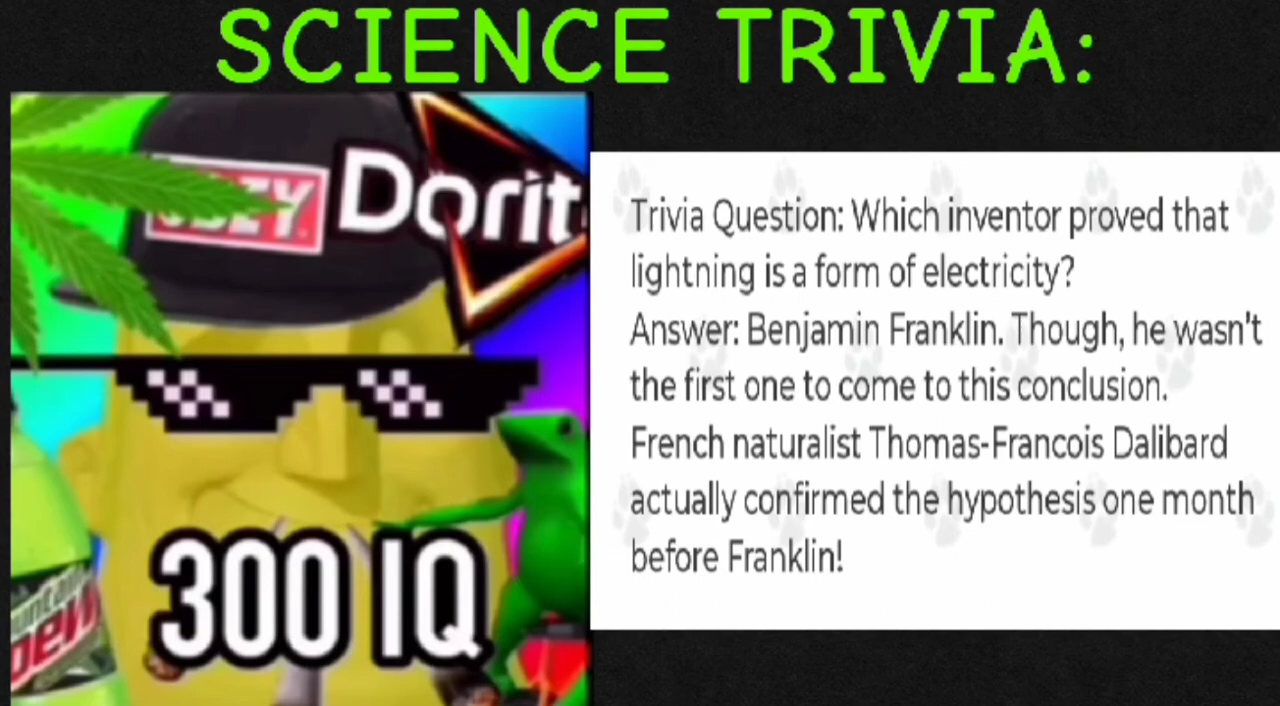 SCIENCE TRIVIA:
OBEY
Dorit
Trivia Question: Which inventor proved that
lightning is a form of electricity?
Answer: Benjamin Franklin. Though, he wasn't
the first one to come to this conclusion.
French naturalist Thomas-Francois Dalibard
actually confirmed the hypothesis one month
before Franklin!
300 IQ
Dew